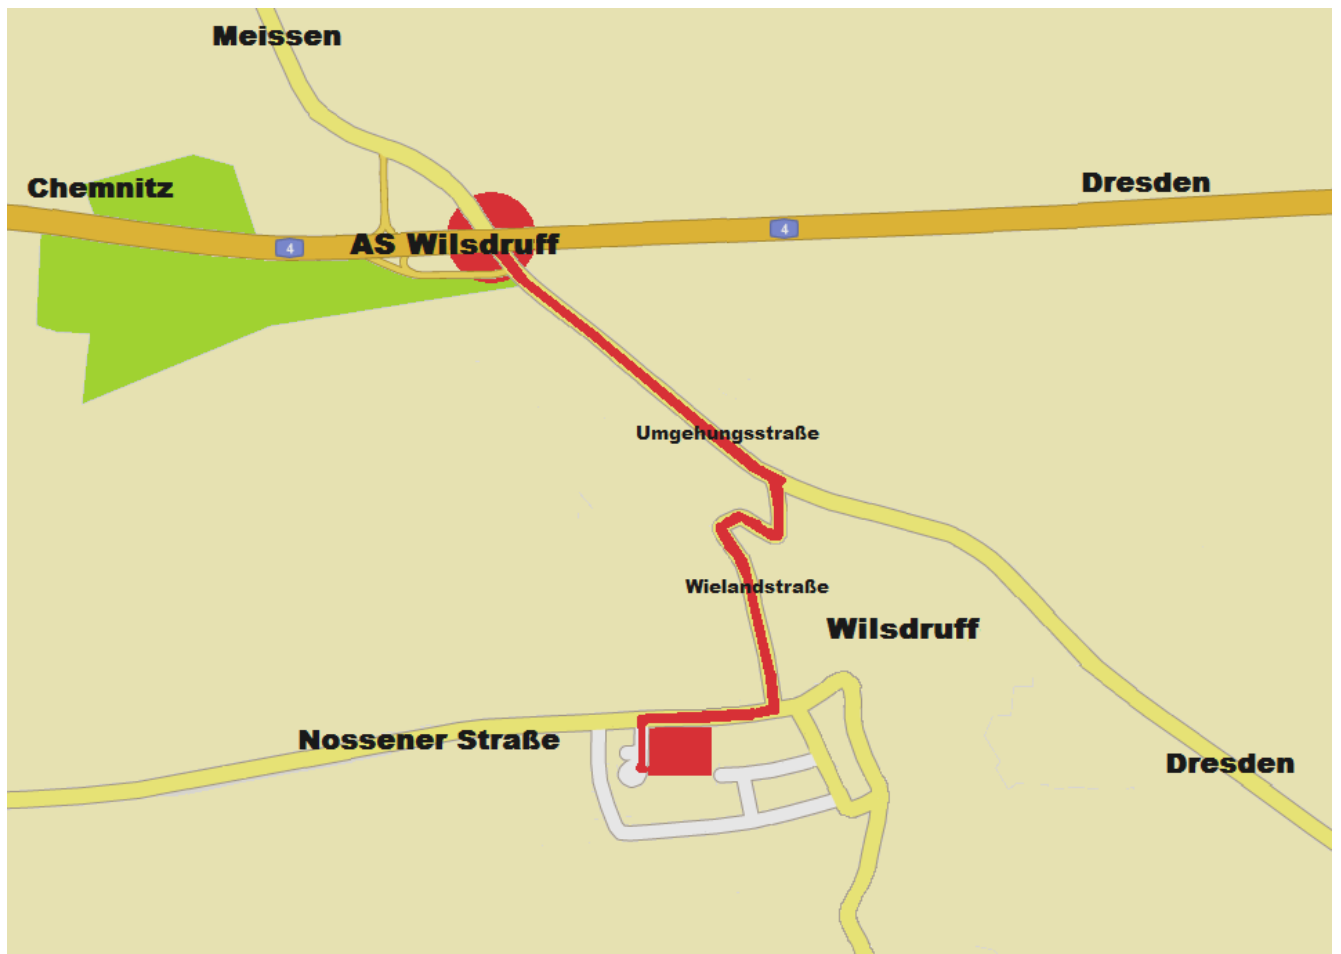 Meissen
Chemnitz
Dresden
4
AS Wilsdruff
4
Umgehungsstraße
Wielandstraße
Wilsdruff
Nossener Straße
Dresden